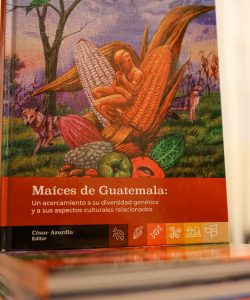 Maíces de Guatemala:
Un acercamiento a su diversidad genética
y a sus aspectos culturales relacionados
César Azurdia
Editor